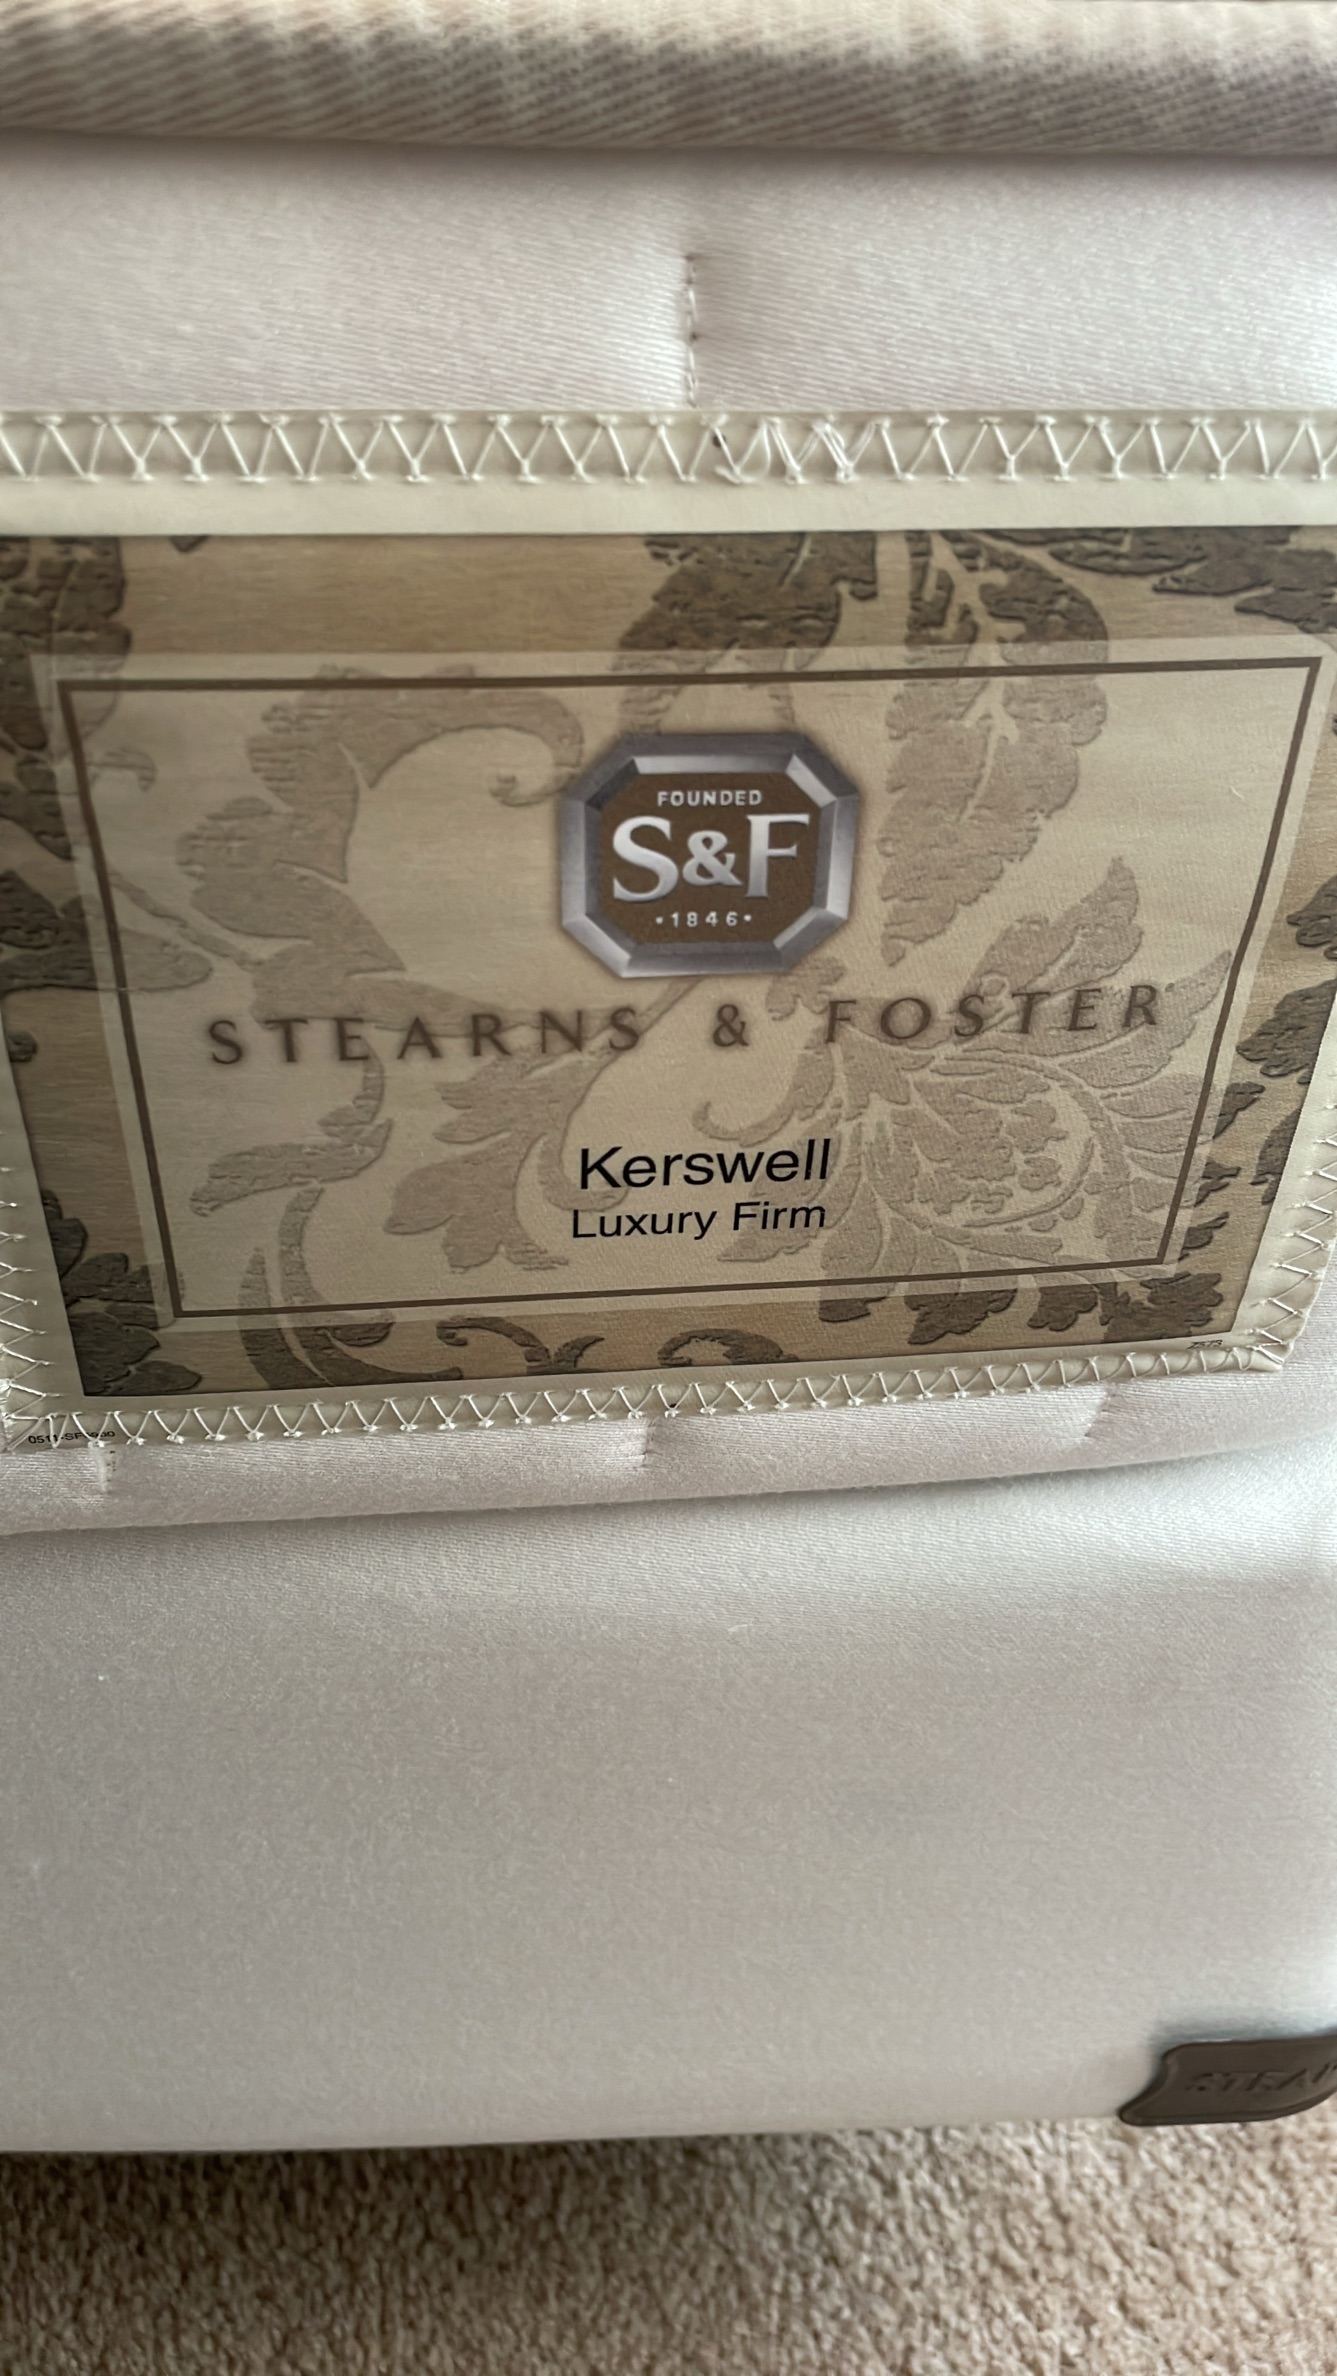 FOUNDED
S&F
•1846•
STEARNS & FOSTER
Kerswell
Luxury Firm